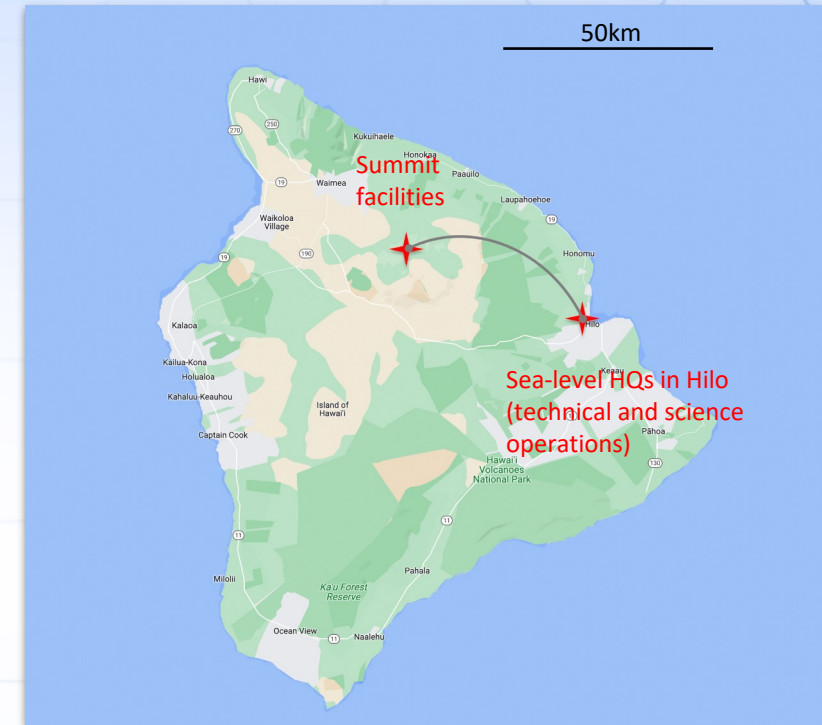 50km
Hawi
270
250
Kukuihaele
Honokaa
Summit
facilities
Paauilo
19
Waimea
Laupahoehoe
19
Waikoloa
Village
190
19
Honomu
Kalaoa
Hilo
Kailua-Kona
Holualoa
Kahaluu-Keauhou
Keaau
Sea-level HQs in Hilo
(technical and science
operations)
Island of
Hawai'i
Captain Cook
Pāhoa
Hawai'i
Volcanoes
National Park
130
11
11
Milolii
Pahala
Ka'u Forest
Reserve
Ocean View
11
Naalehu